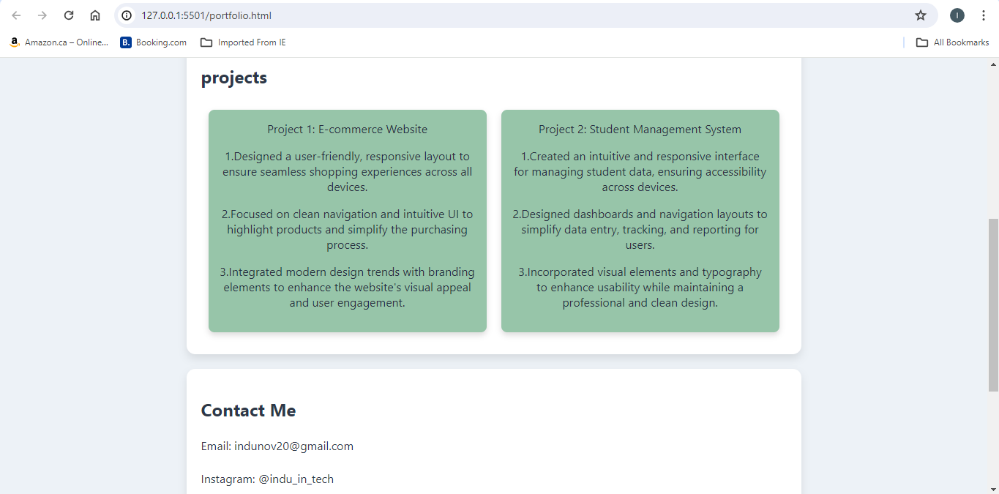 127.0.0.1:5501/portfolio.html
I
a
Amazon.ca – Online...
B.
Booking.com
Imported From IE
All Bookmarks
projects
Project 1: E-commerce Website
1.Designed a user-friendly, responsive layout to
ensure seamless shopping experiences across all
devices.
2.Focused on clean navigation and intuitive UI to
highlight products and simplify the purchasing
process.
3.Integrated modern design trends with branding
elements to enhance the website's visual appeal
and user engagement.
Project 2: Student Management System
1.Created an intuitive and responsive interface
for managing student data, ensuring accessibility
across devices.
2.Designed dashboards and navigation layouts to
simplify data entry, tracking, and reporting for
users.
3.Incorporated visual elements and typography
to enhance usability while maintaining a
professional and clean design.
Contact Me
Email: indunov20@gmail.com
Instagram: @indu_in_tech